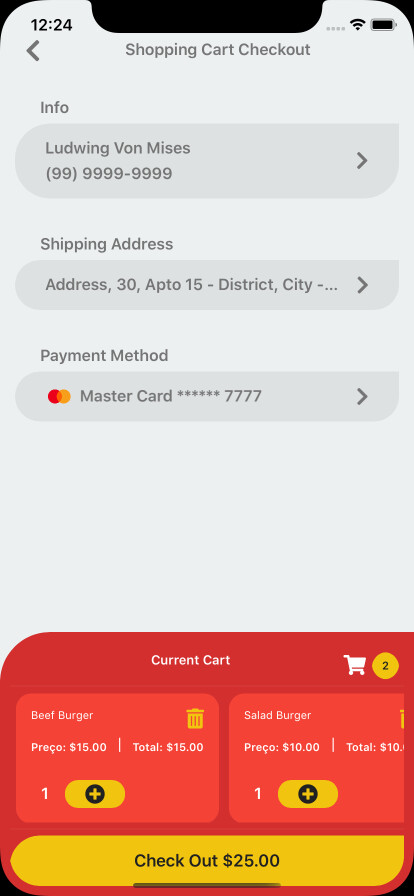 12:24
Shopping Cart Checkout
Info
Ludwing Von Mises
(99) 9999-9999
Shipping Address
Address, 30, Apto 15 - District, City -...
Payment Method
Master Card ****** 7777
Current Cart
2
Beef Burger
Preço: $15.00 | Total: $15.00
1
Salad Burger
Preço: $10.00 | Total: $10.
1
Check Out $25.00